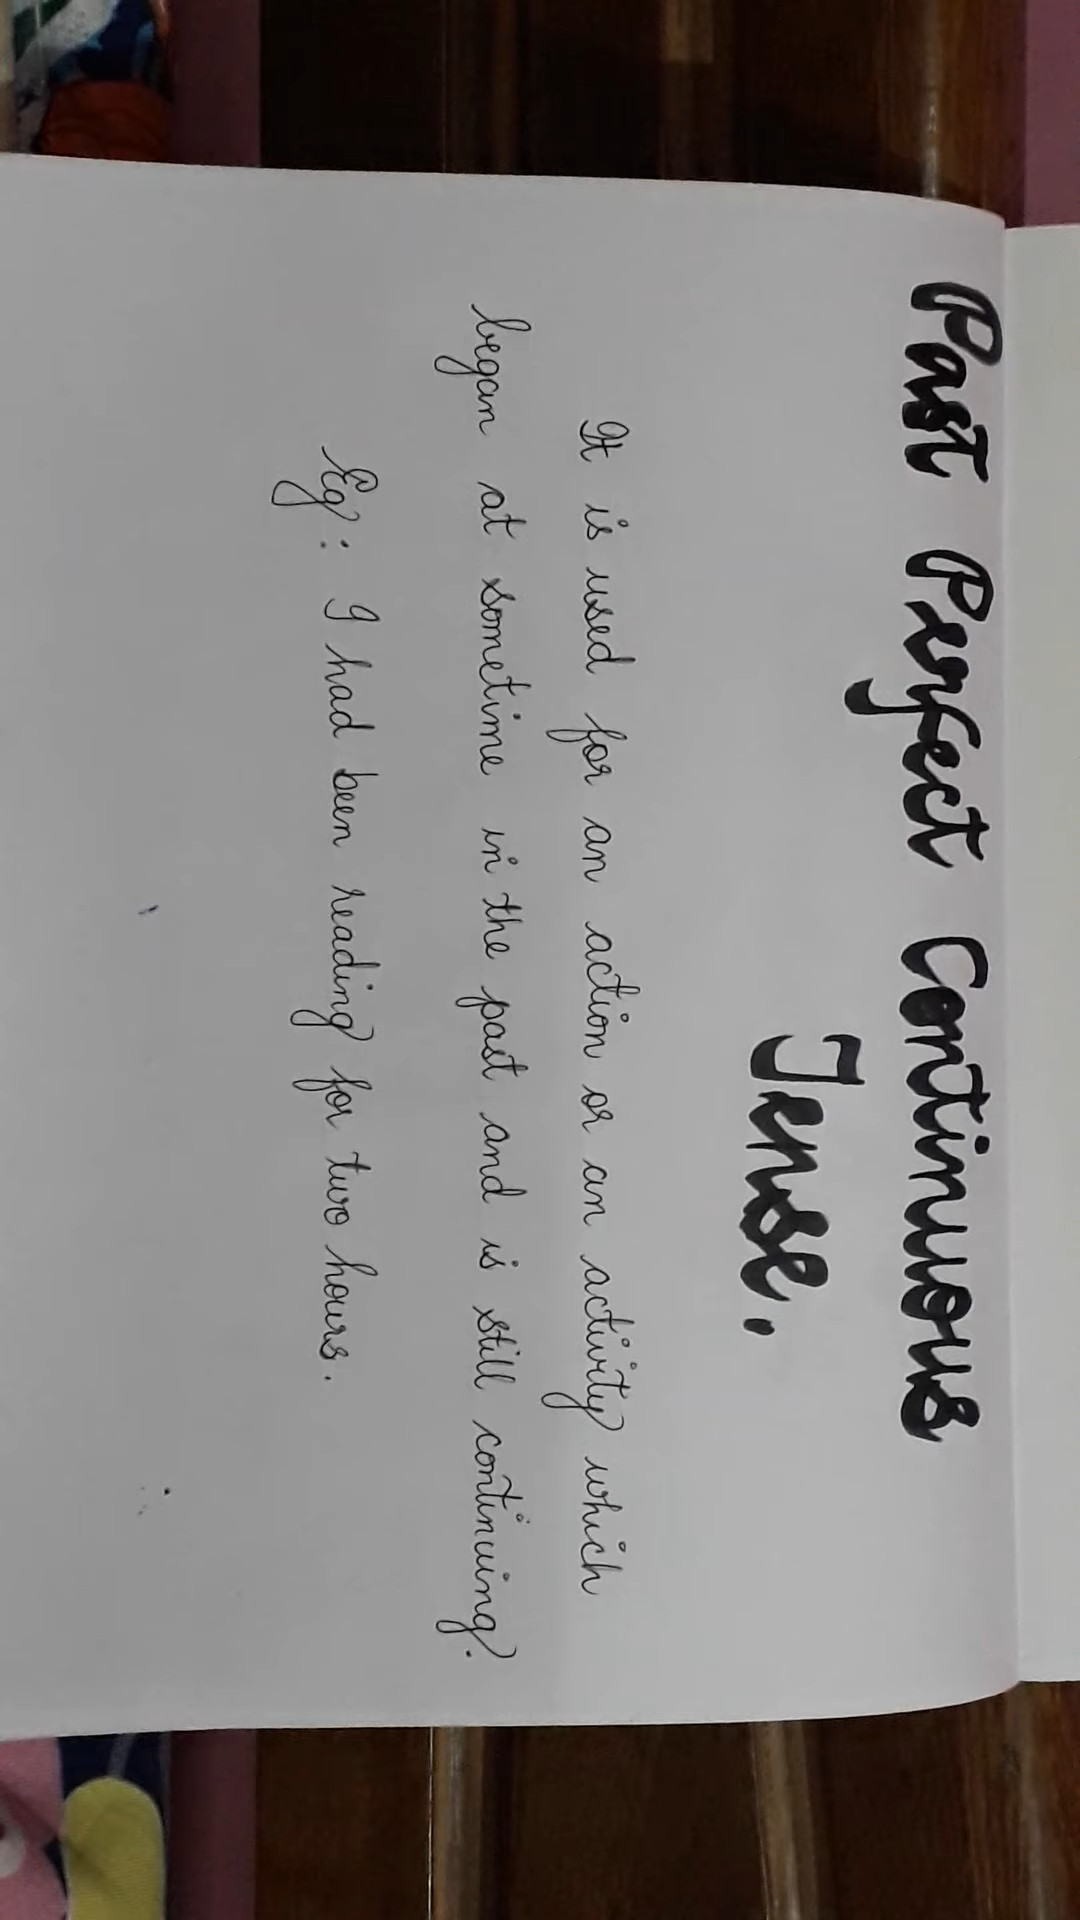 Past Perfect Continuous
Tense.
It is used for an action or an activity which
began at sometime in the past and is still continuing.
Eg: I had been reading for two hours.